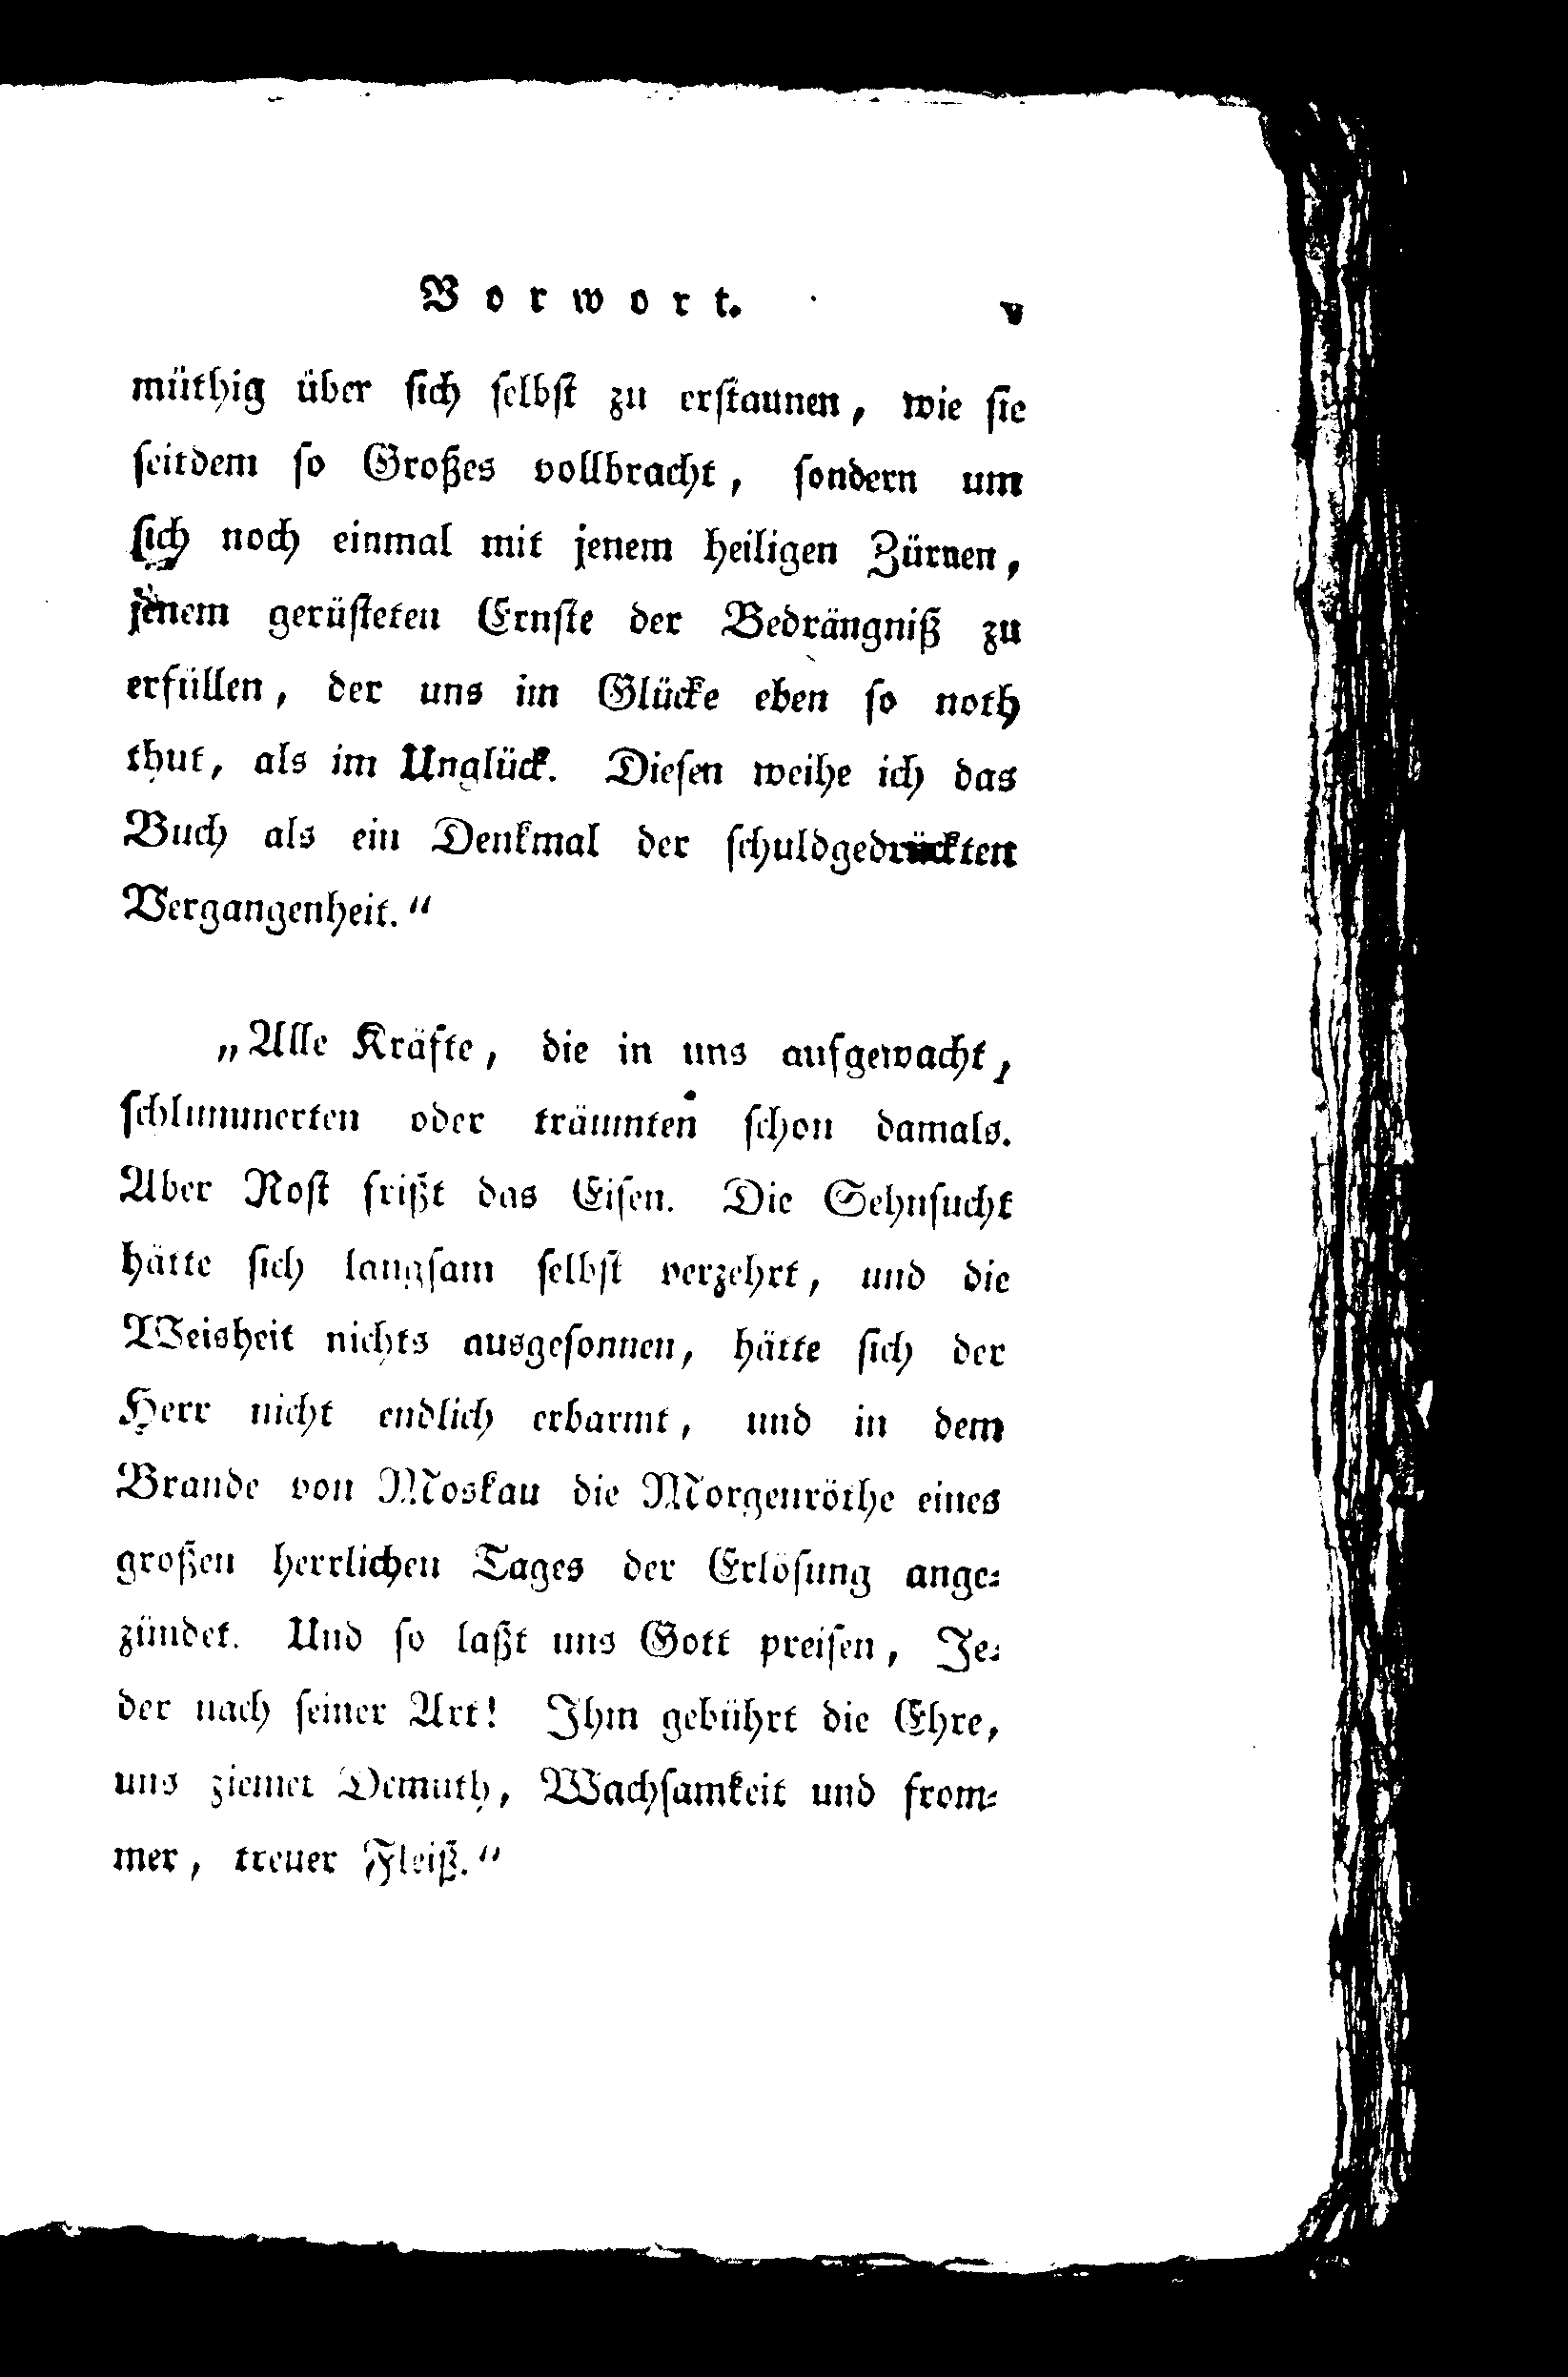 Vorwort. v
müthig über ſich ſelbſt zu erſtaunen, wie ſie
ſeitdem ſo Großes vollbracht, ſondern um
ſich noch einmal mit jenem heiligen Zürnen,
jenem gerüſteten Ernſte der Bedrängniß zu
erfüllen, der uns im Glücke eben ſo noth
thut, als im Unglück. Dieſen weihe ich das
Buch als ein Denkmal der ſchuldgedrückten
Vergangenheit.“
„Alle Kräfte, die in uns aufgewacht,
ſchlummerten oder träumten ſchon damals.
Aber Roſt frißt das Eiſen. Die Sehnſucht
hätte ſich langſam ſelbſt verzehrt, und die
Weisheit nichts ausgeſonnen, hätte ſich der
Herr nicht endlich erbarmt, und in dem
Brande von Moskau die Morgenröthe eines
großen herrlichen Tages der Erlöſung ange⸗
zündet. Und ſo laßt uns Gott preiſen, Je⸗
der nach ſeiner Art! Ihm gebührt die Ehre,
uns ziemet Demuth, Wachſamkeit und from⸗
mer, treuer Fleiß.“